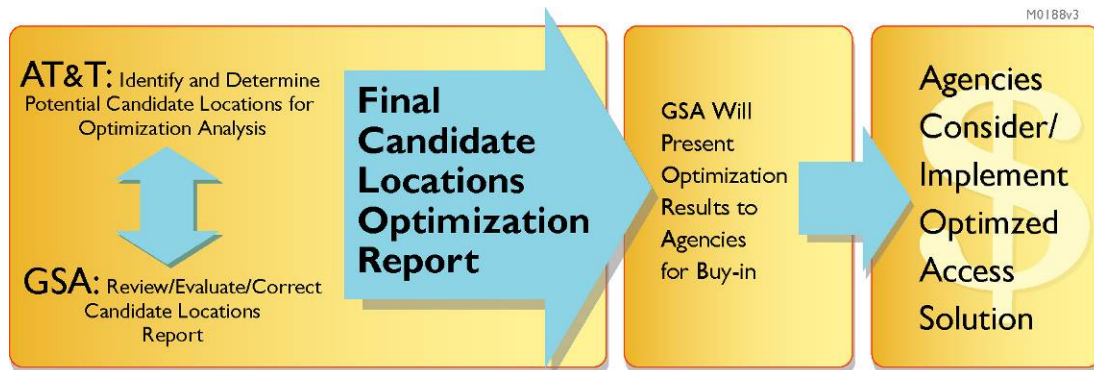 M0188v3
AT&T: Identify and Determine
Potential Candidate Locations for
Optimization Analysis
GSA: Review/Evaluate/Correct
Candidate Locations
Report
Final
Candidate
Locations
Optimization
Report
GSA Will
Present
Optimization
Results to
Agencies
for Buy-in
$
Agencies
Consider/
Implement
Optimzed
Access
Solution